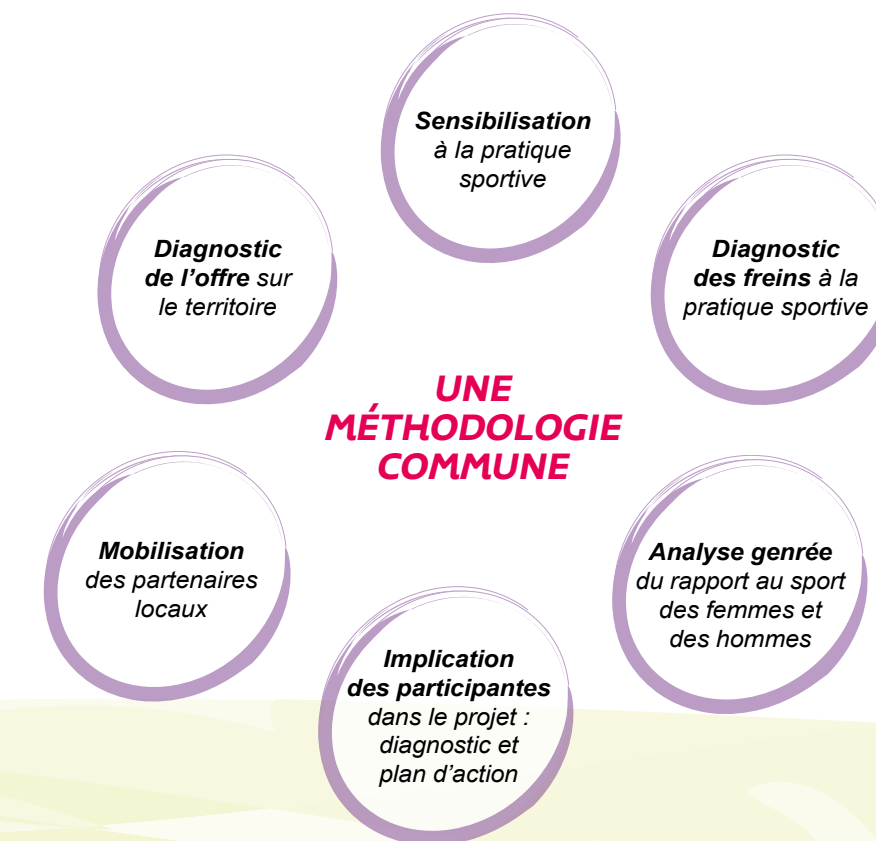 Sensibilisation
à la pratique
sportive
Diagnostic
de l'offre sur
le territoire
Diagnostic
des freins à la
pratique sportive
UNE
MÉTHODOLOGIE
COMMUNE
Mobilisation
des partenaires
locaux
Analyse genrée
du rapport au sport
des femmes et
des hommes
Implication
des participantes
dans le projet :
diagnostic et
plan d'action